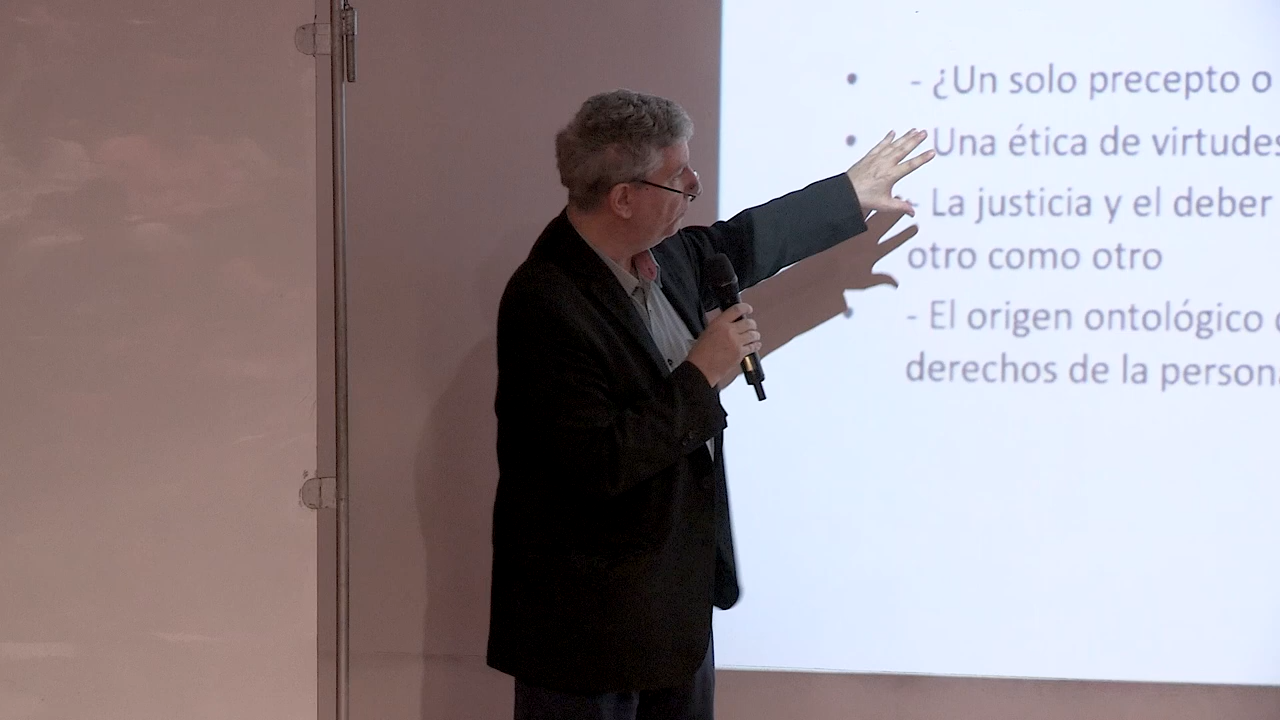 • - ¿Un solo precepto o
• Una ética de virtudes
- La justicia y el deber
otro como otro
• - El origen ontológico
derechos de la persona